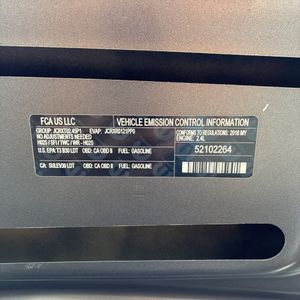 FCA US LLC
VEHICLE EMISSION CONTROL INFORMATION
GROUP: JCRXT02.45P1 EVAP: JCRXR0121PP0
NO ADJUSTMENTS NEEDED
H02S / SFI / TWC / WR - H02S
CONFORMS TO REGULATIONS: 2018 MY
ENGINE: 2.4L
U.S. EPA: T3 B30 LDT OBD: CA OBD II FUEL: GASOLINE
52102264
CA: SULEV30 LDT OBD: CA OBD II FUEL: GASOLINE